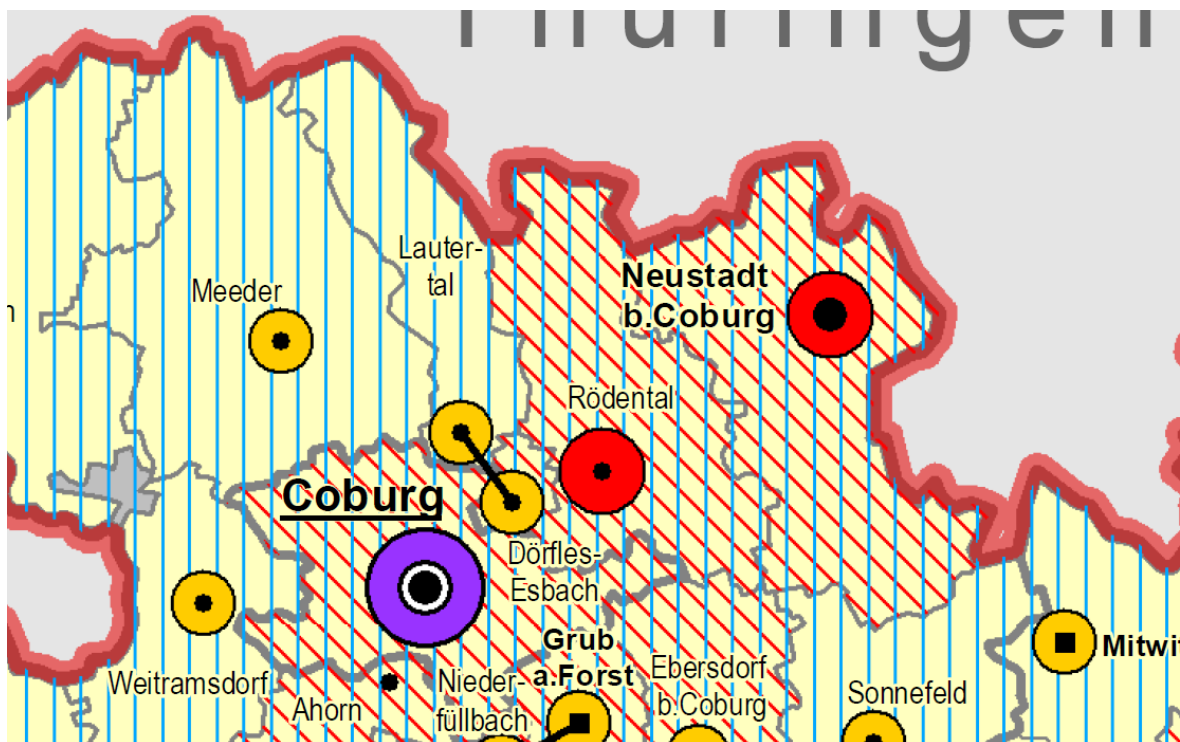 Thüringen
Lauter-
tal
Meeder
Neustadt
b.Coburg
n
Rödental
Coburg
Dörfles-
Esbach
Grub
a.Forst
Weitramsdorf
Ahorn
Nieder-
füllbach
Ebersdorf
b.Coburg
Sonnefeld
Mitwit